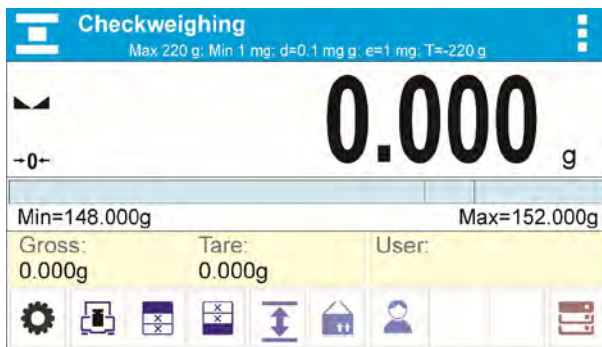 Checkweighing
Max 220 g: Min 1 mg: d=0.1 mg g: e=1 mg: T=-220 g
0.000 g
→0←
Min=148.000g Max=152.000g
Gross: Tare: User:
0.000g 0.000g